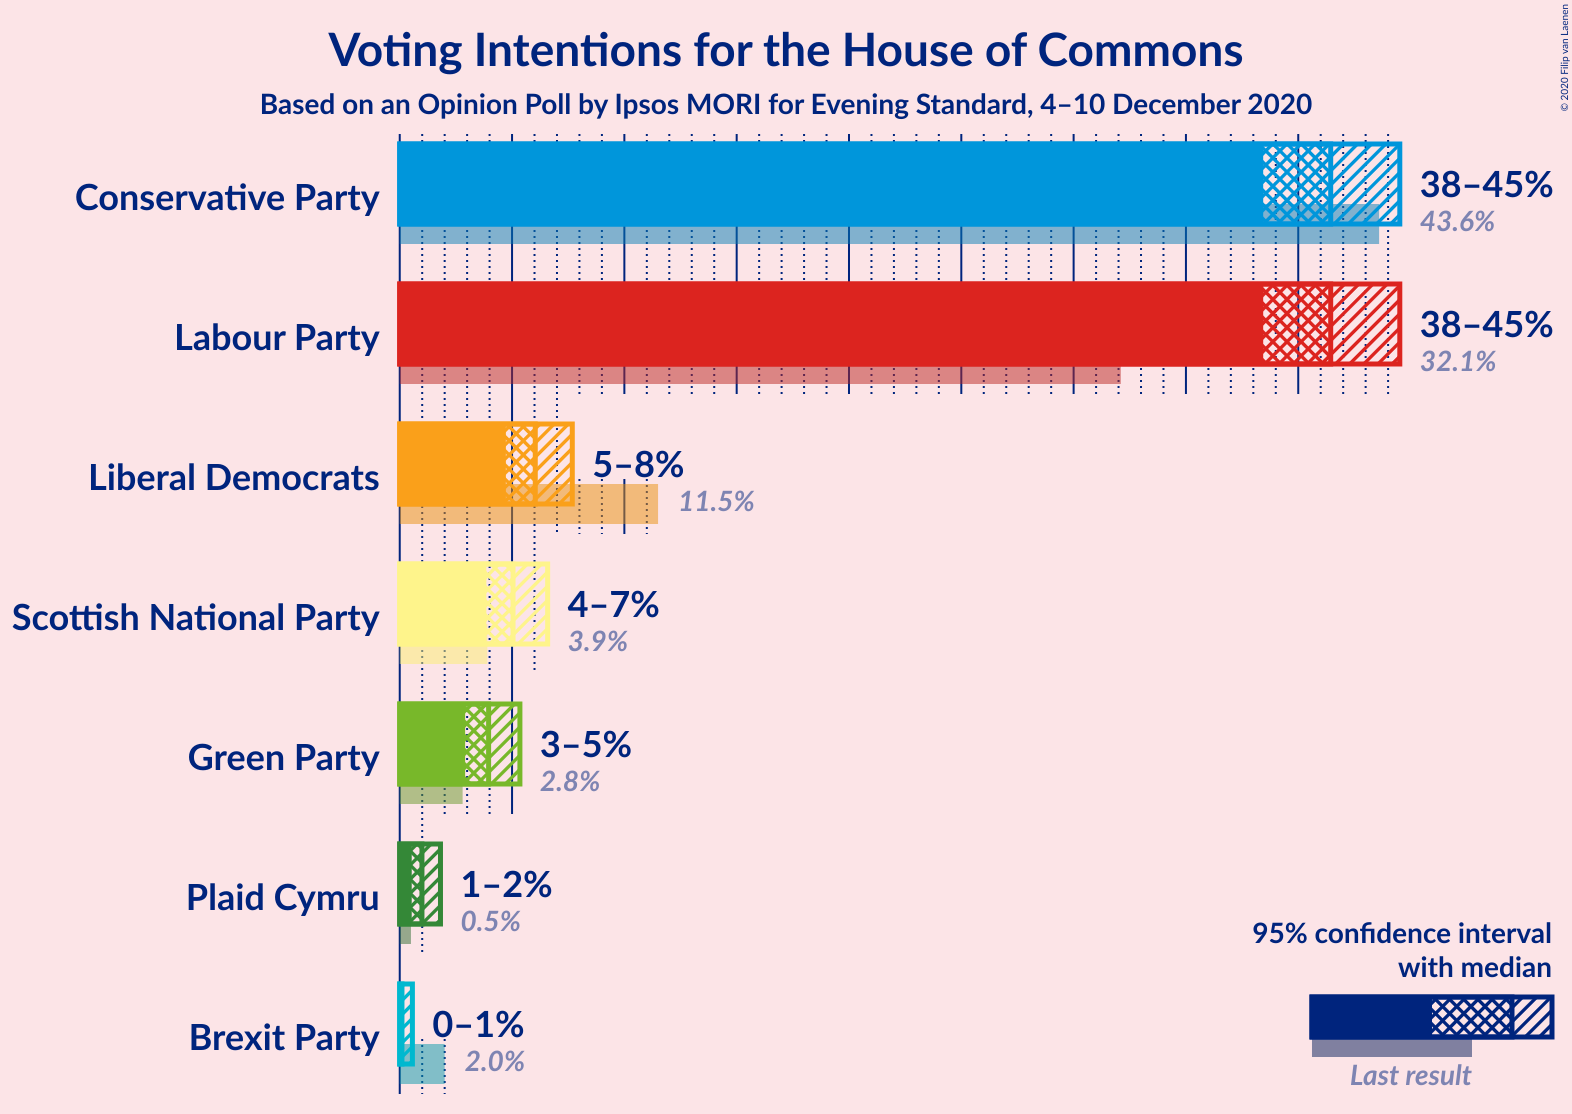 Voting Intentions for the House of Commons
Based on an Opinion Poll by Ipsos MORI for Evening Standard, 4–10 December 2020
© 2020 Filip van Laenen
Conservative Party
38–45%
43.6%
Labour Party
38–45%
32.1%
Liberal Democrats
5–8%
11.5%
Scottish National Party
4–7%
3.9%
Green Party
3–5%
2.8%
Plaid Cymru
1–2%
0.5%
Brexit Party
0–1%
2.0%
95% confidence interval
with median
Last result